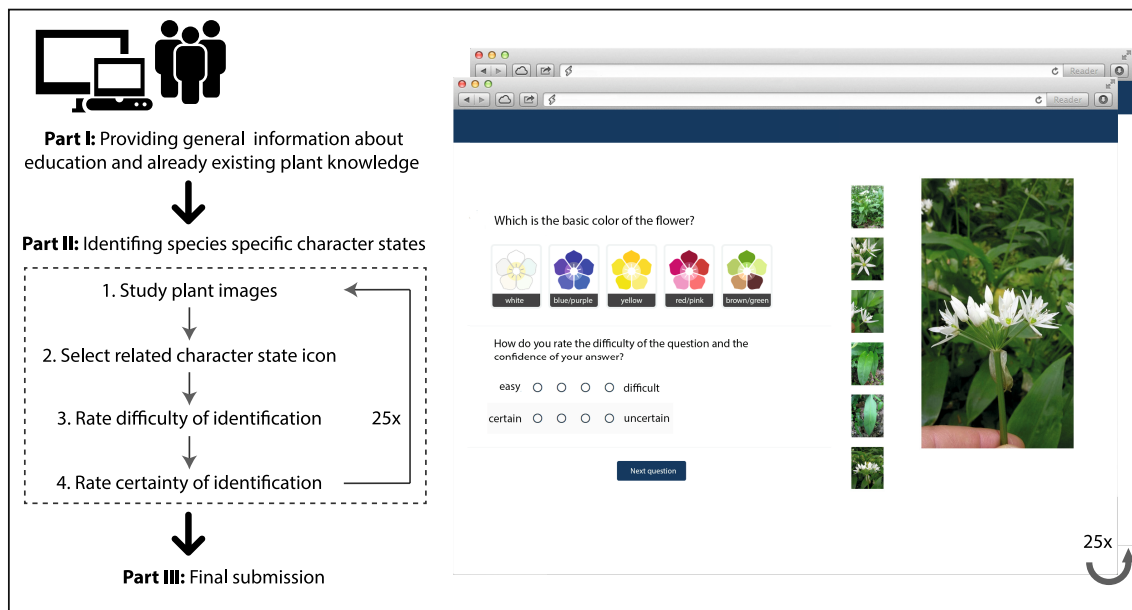 Part I: Providing general information about
education and already existing plant knowledge
Part II: Identifing species specific character states
1. Study plant images
2. Select related character state icon
3. Rate difficulty of identification
25x
4. Rate certainty of identification
Part III: Final submission
Reader
Reader
Which is the basic color of the flower?
white
blue/purple
yellow
red/pink
brown/green
How do you rate the difficulty of the question and the
confidence of your answer?
easy
difficult
certain
uncertain
Next question
25x